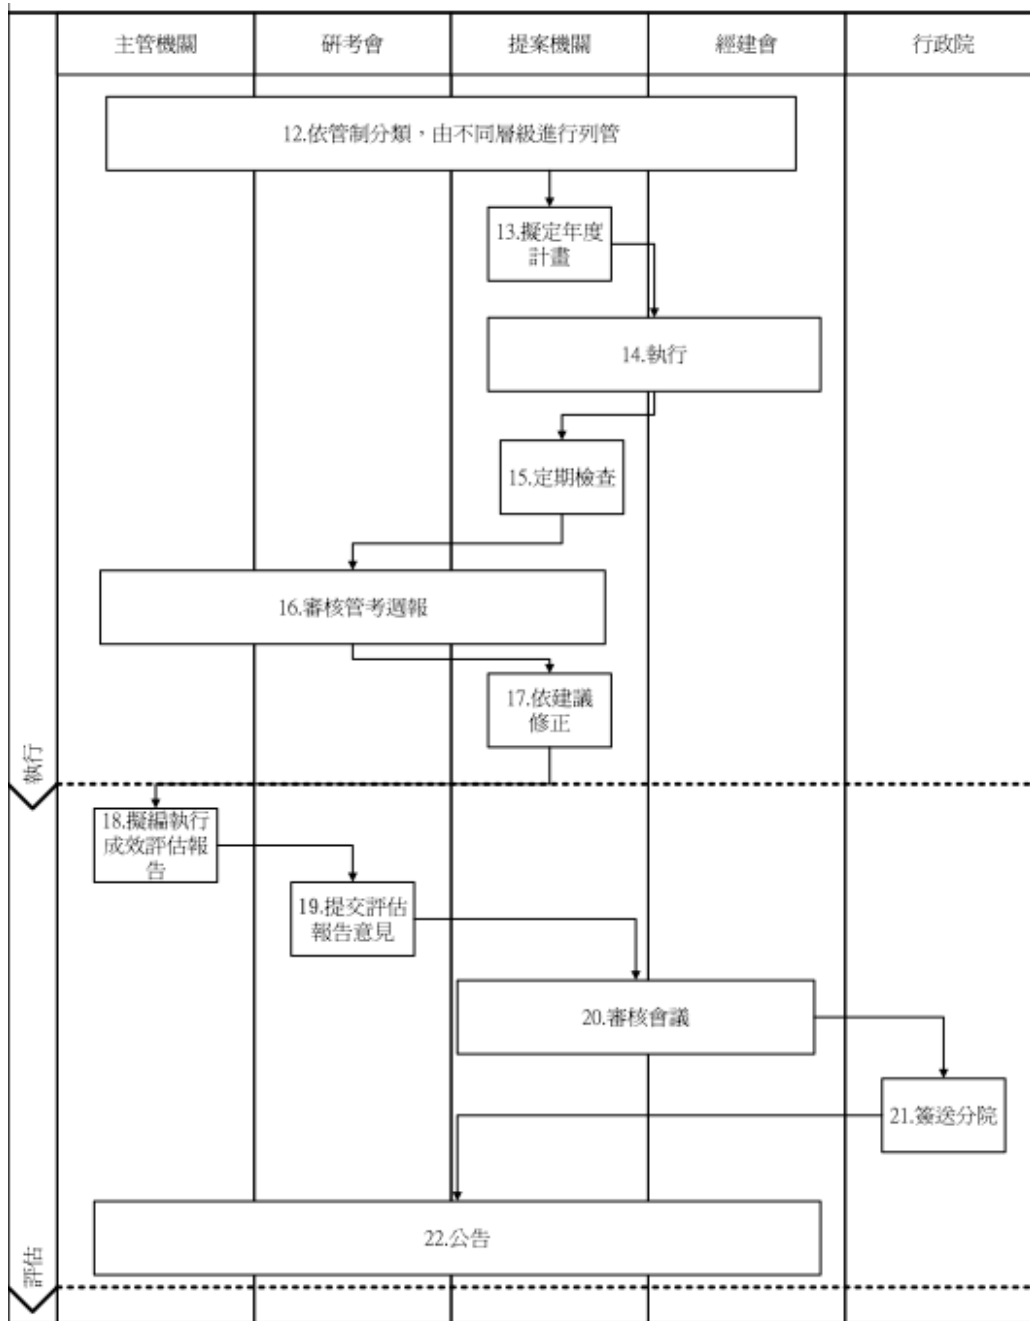 主管機關
研考會
提案機關
經建會
行政院
12.依管制分類，由不同層級進行列管
13.擬定年度
計畫
14.執行
15.定期檢查
16.審核管考週報
17.依建議
修正
執行
18.擬編執行
成效評估報
告
19.提交評估
報告意見
20.審核會議
21.簽送分院
22.公告
評估